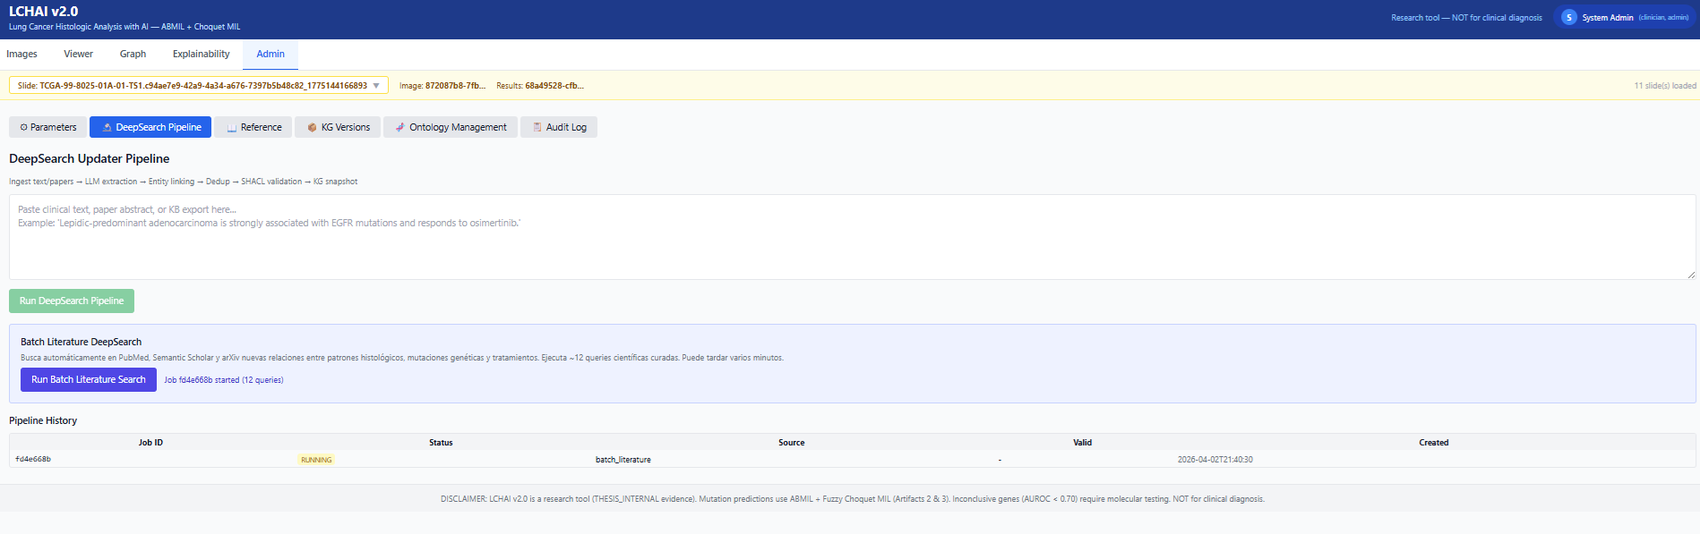 LCHAI v2.0
Lung Cancer Histologic Analysis with AI — ABMIL + Choquet MIL
Research tool — NOT for clinical diagnosis
S System Admin (clinician, admin)
Images Viewer Graph Explainability Admin
Slide: TCGA-99-8025-01A-01-TS1.c94ae7e9-42a9-4a34-a676-7397b5b48c82_1775144166893 ▼ Image: 872087b8-7fb... Results: 68a49528-cfb... 11 slide(s) loaded
Parameters DeepSearch Pipeline Reference KG Versions Ontology Management Audit Log
DeepSearch Updater Pipeline
Ingest text/papers → LLM extraction → Entity linking → Dedup → SHACL validation → KG snapshot
Paste clinical text, paper abstract, or KB export here...
Example: 'Lepidic-predominant adenocarcinoma is strongly associated with EGFR mutations and responds to osimertinib.'
Run DeepSearch Pipeline
Batch Literature DeepSearch
Busca automáticamente en PubMed, Semantic Scholar y arXiv nuevas relaciones entre patrones histológicos, mutaciones genéticas y tratamientos. Ejecuta ~12 queries científicas curadas. Puede tardar varios minutos.
Run Batch Literature Search Job fd4e668b started (12 queries)
Pipeline History
Job ID Status Source Valid Created
fd4e668b RUNNING batch_literature - 2026-04-02T21:40:30
DISCLAIMER: LCHAI v2.0 is a research tool (THESIS_INTERNAL evidence). Mutation predictions use ABMIL + Fuzzy Choquet MIL (Artifacts 2 & 3). Inconclusive genes (AUROC < 0.70) require molecular testing. NOT for clinical diagnosis.